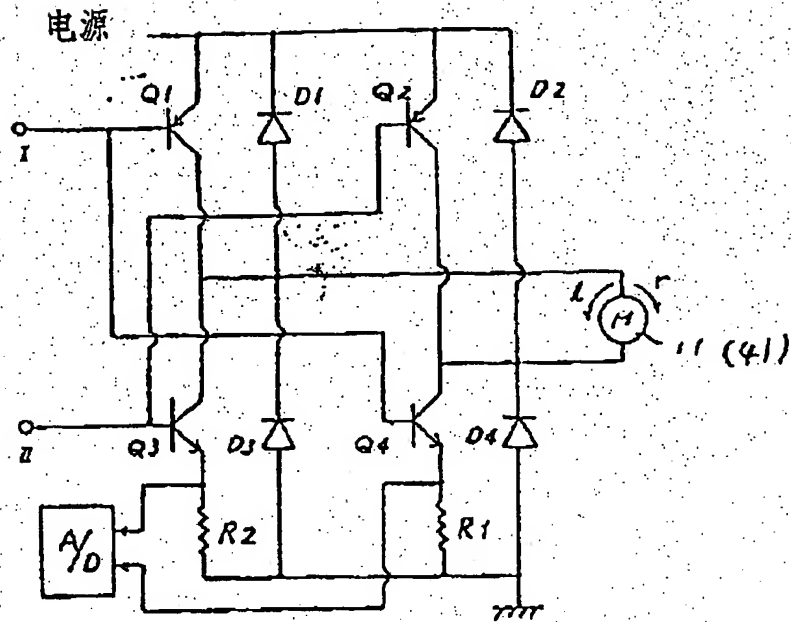 电源
Q1
D1
Q2
D2
I
l
r
M
11 (41)
II
Q3
D3
Q4
D4
A/D
R2
R1